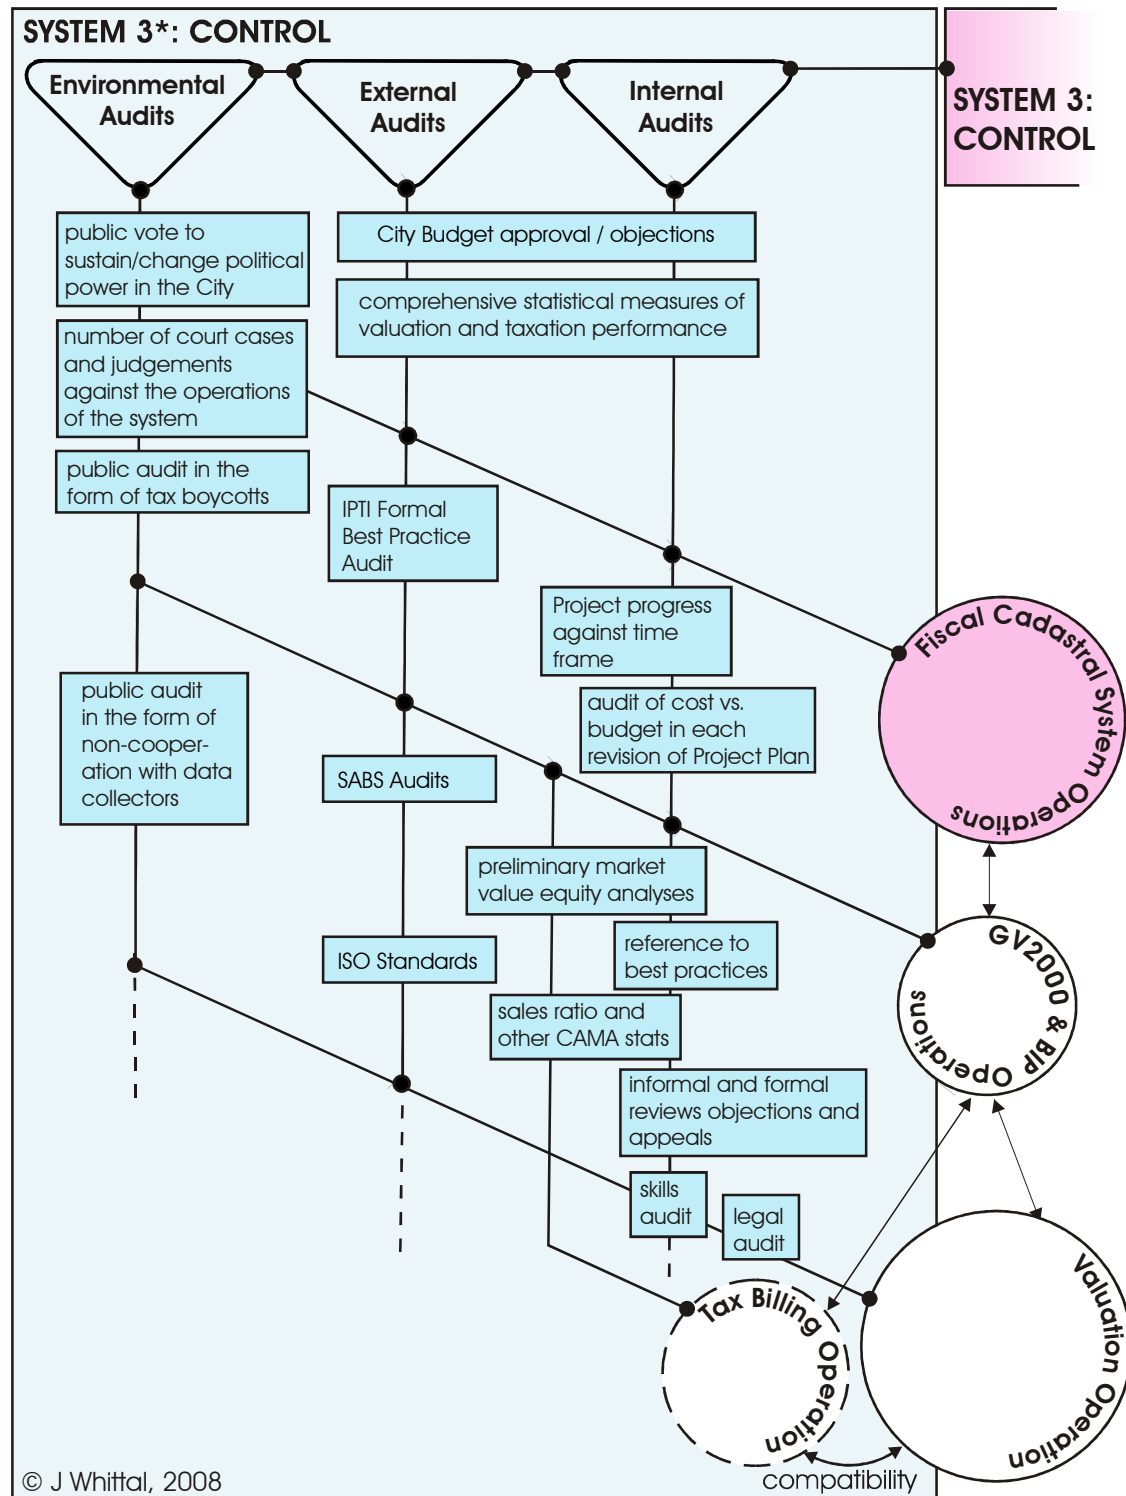 SYSTEM 3*: CONTROL
Environmental
Audits
External
Audits
Internal
Audits
SYSTEM 3:
CONTROL
public vote to
sustain/change political
power in the City
City Budget approval / objections
comprehensive statistical measures of
valuation and taxation performance
number of court cases
and judgements
against the operations
of the system
public audit in the
form of tax boycotts
IPTI Formal
Best Practice
Audit
Project progress
against time
frame
Fiscal Cadastral System Operations
public audit
in the form of
non-cooper-
ation with data
collectors
audit of cost vs.
budget in each
revision of Project Plan
SABS Audits
preliminary market
value equity analyses
reference to
best practices
GV2000 & BIP Operations
ISO Standards
sales ratio and
other CAMA stats
informal and formal
reviews objections and
appeals
skills
audit
legal
audit
Tax Billing Operation
Valuation Operation
compatibility
© J Whittal, 2008